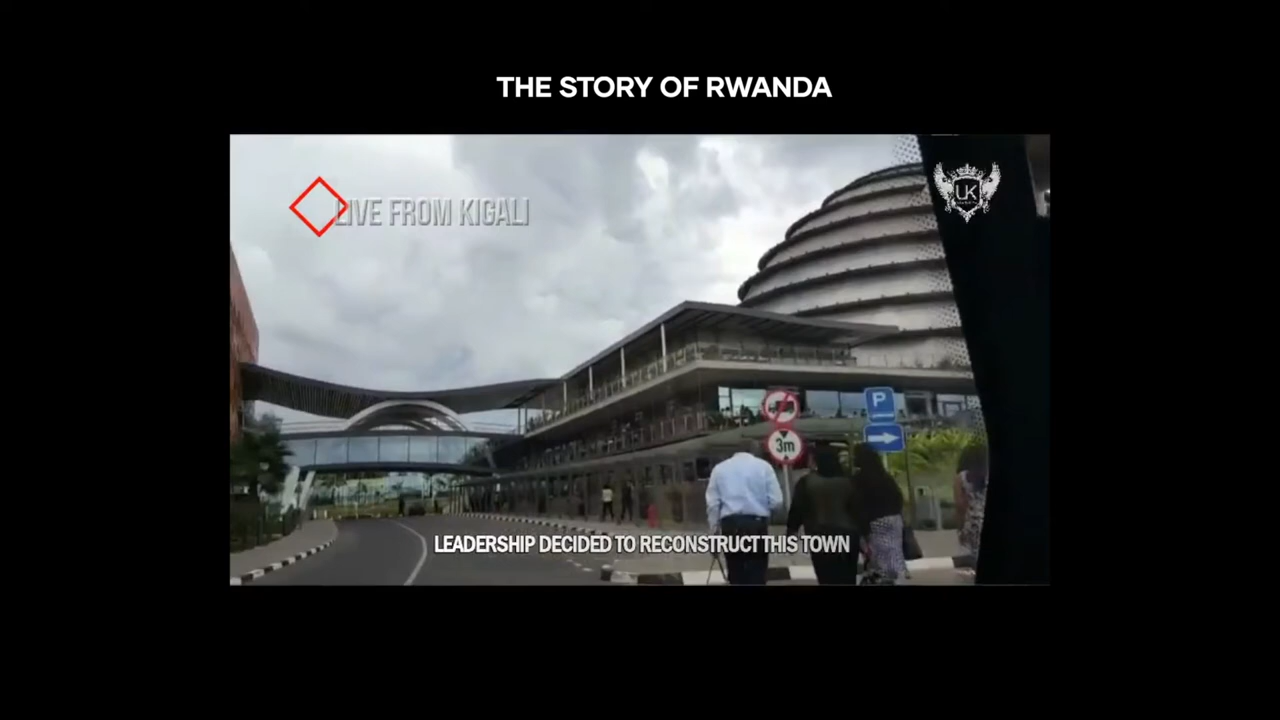 THE STORY OF RWANDA
LIVE FROM KIGALI
UK
P
3m
LEADERSHIP DECIDED TO RECONSTRUCT THIS TOWN